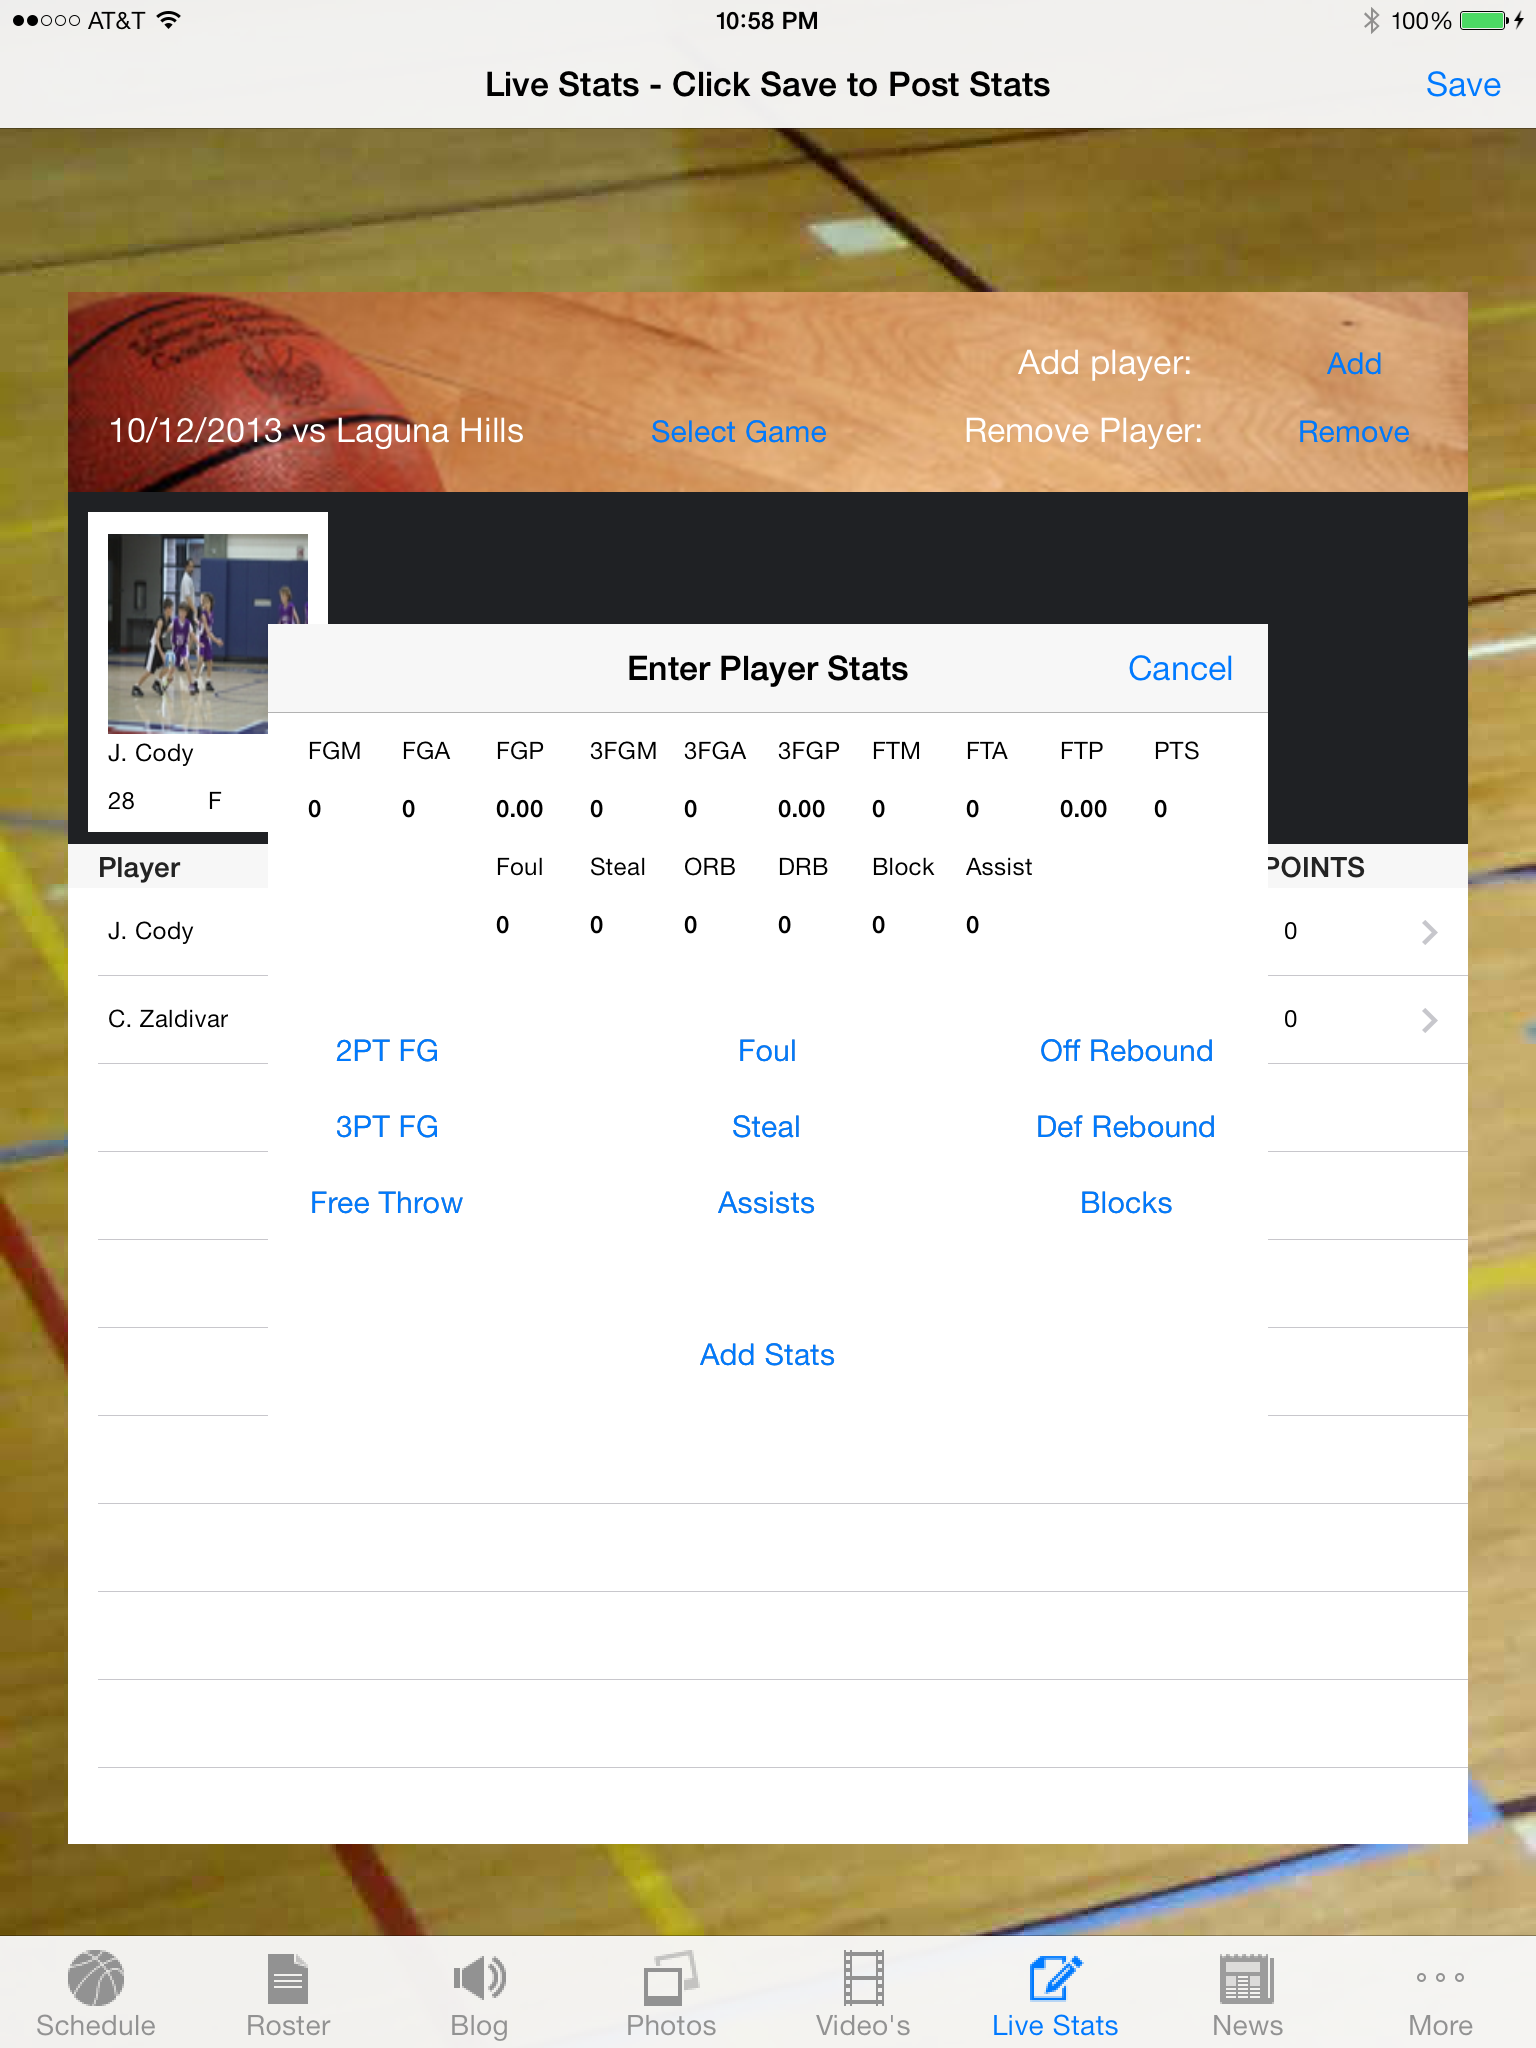 AT&T 10:58 PM 100%
Live Stats - Click Save to Post Stats Save
Add player: Add
10/12/2013 vs Laguna Hills Select Game Remove Player: Remove
J. Cody
28 F
Enter Player Stats Cancel
FGM FGA FGP 3FGM 3FGA 3FGP FTM FTA FTP PTS
0 0 0.00 0 0 0.00 0 0 0.00 0
Foul Steal ORB DRB Block Assist
0 0 0 0 0 0
2PT FG Foul Off Rebound
3PT FG Steal Def Rebound
Free Throw Assists Blocks
Add Stats
Player POINTS
J. Cody 0
C. Zaldivar 0
Schedule Roster Blog Photos Video's Live Stats News More